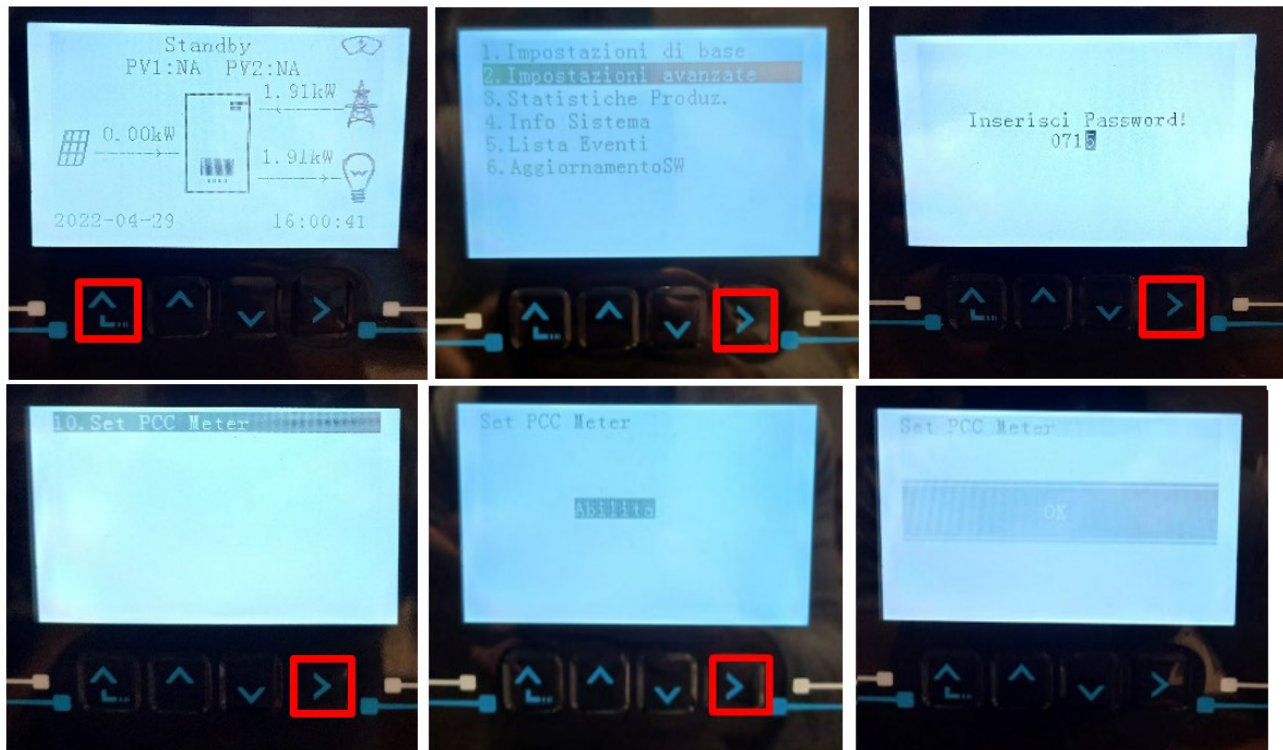 Standby
PV1:NA PV2:NA
1.91kW
0.00kW
1.91kW
2022-04-29 16:00:41
1.Impostazioni di base
2.Impostazioni avanzate
3.Statistiche Produz.
4.Info Sistema
5.Lista Eventi
6.AggiornamentoSW
Inserisci Password!
0715
10.Set PCC Meter
Set PCC Meter
Abilita
Set PCC Meter
OK